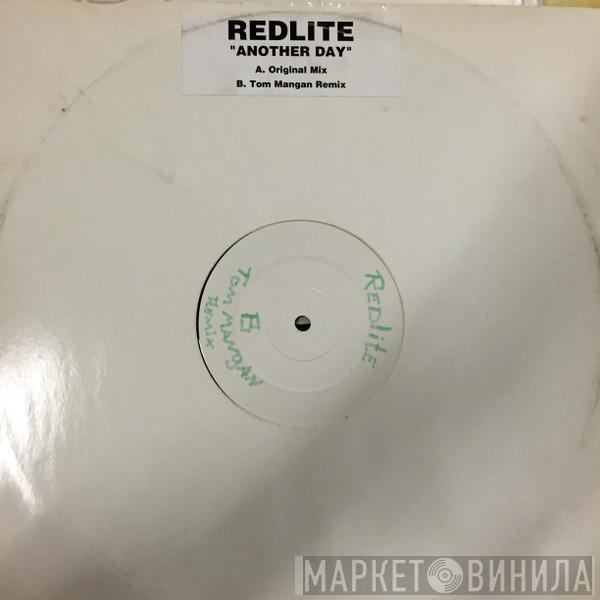 REDLiTE
"ANOTHER DAY"
A. Original Mix
B. Tom Mangan Remix
REDlitE
B
Tom MANGAN
REmix
МАРКЕТ ВИНИЛА